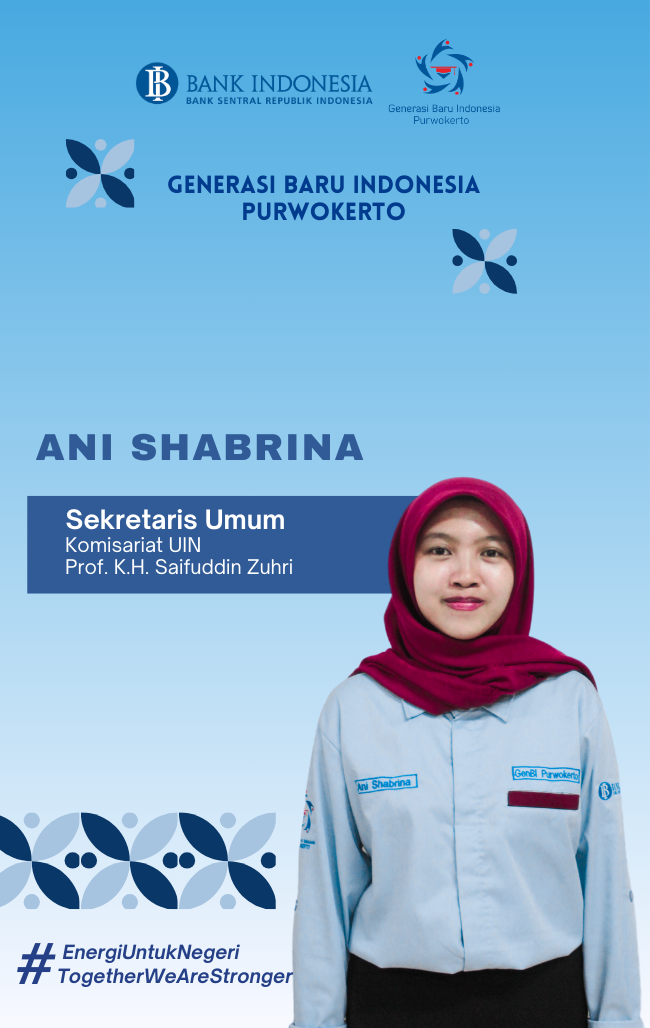 BANK INDONESIA
BANK SENTRAL REPUBLIK INDONESIA
Generasi Baru Indonesia
Purwokerto
GENERASI BARU INDONESIA
PURWOKERTO
ANI SHABRINA
Sekretaris Umum
Komisariat UIN
Prof. K.H. Saifuddin Zuhri
Ani Shabrina
GenBI Purwokerto
#EnergiUntukNegeri
TogetherWeAreStronger